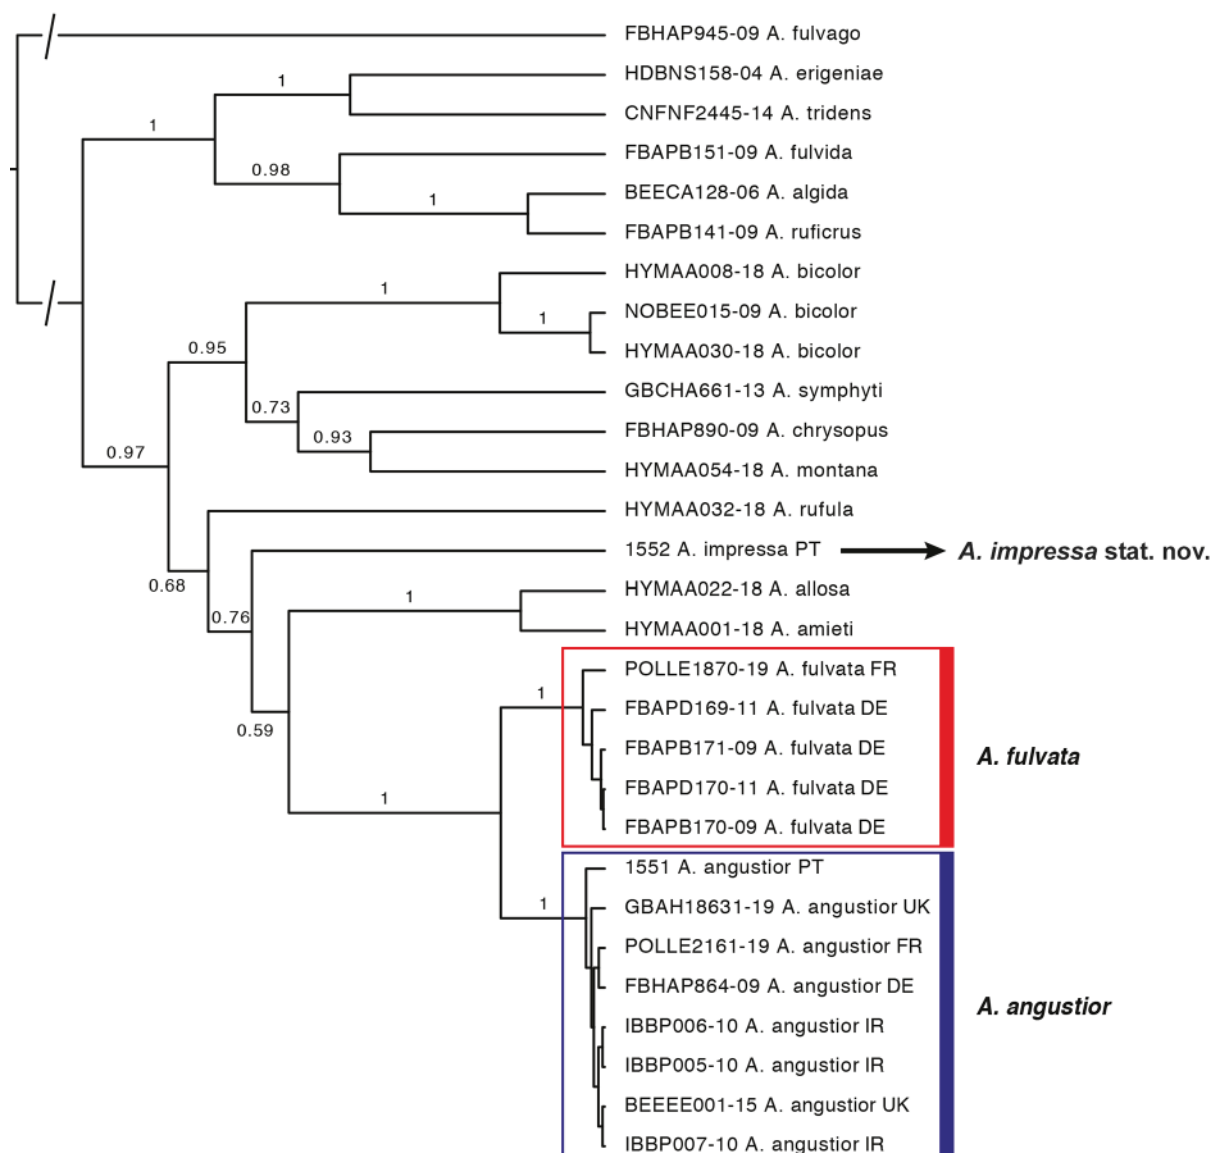 FBHAP945-09 A. fulvago
HDBNS158-04 A. erigeniae
1
CNFNF2445-14 A. tridens
1
FBAPB151-09 A. fulvida
0.98
BEECA128-06 A. algida
1
FBAPB141-09 A. ruficrus
HYMAA008-18 A. bicolor
1
NOBEE015-09 A. bicolor
1
HYMAA030-18 A. bicolor
0.95
GBCHA661-13 A. symphyti
0.73
FBHAP890-09 A. chrysopus
0.93
0.97
HYMAA054-18 A. montana
HYMAA032-18 A. rufula
1552 A. impressa PT
A. impressa stat. nov.
0.68
HYMAA022-18 A. allosa
1
0.76
HYMAA001-18 A. amieti
POLLE1870-19 A. fulvata FR
1
FBAPD169-11 A. fulvata DE
0.59
FBAPB171-09 A. fulvata DE
A. fulvata
FBAPD170-11 A. fulvata DE
1
FBAPB170-09 A. fulvata DE
1551 A. angustior PT
1
GBAH18631-19 A. angustior UK
POLLE2161-19 A. angustior FR
FBHAP864-09 A. angustior DE
A. angustior
IBBP006-10 A. angustior IR
IBBP005-10 A. angustior IR
BEEEE001-15 A. angustior UK
IBBP007-10 A. angustior IR